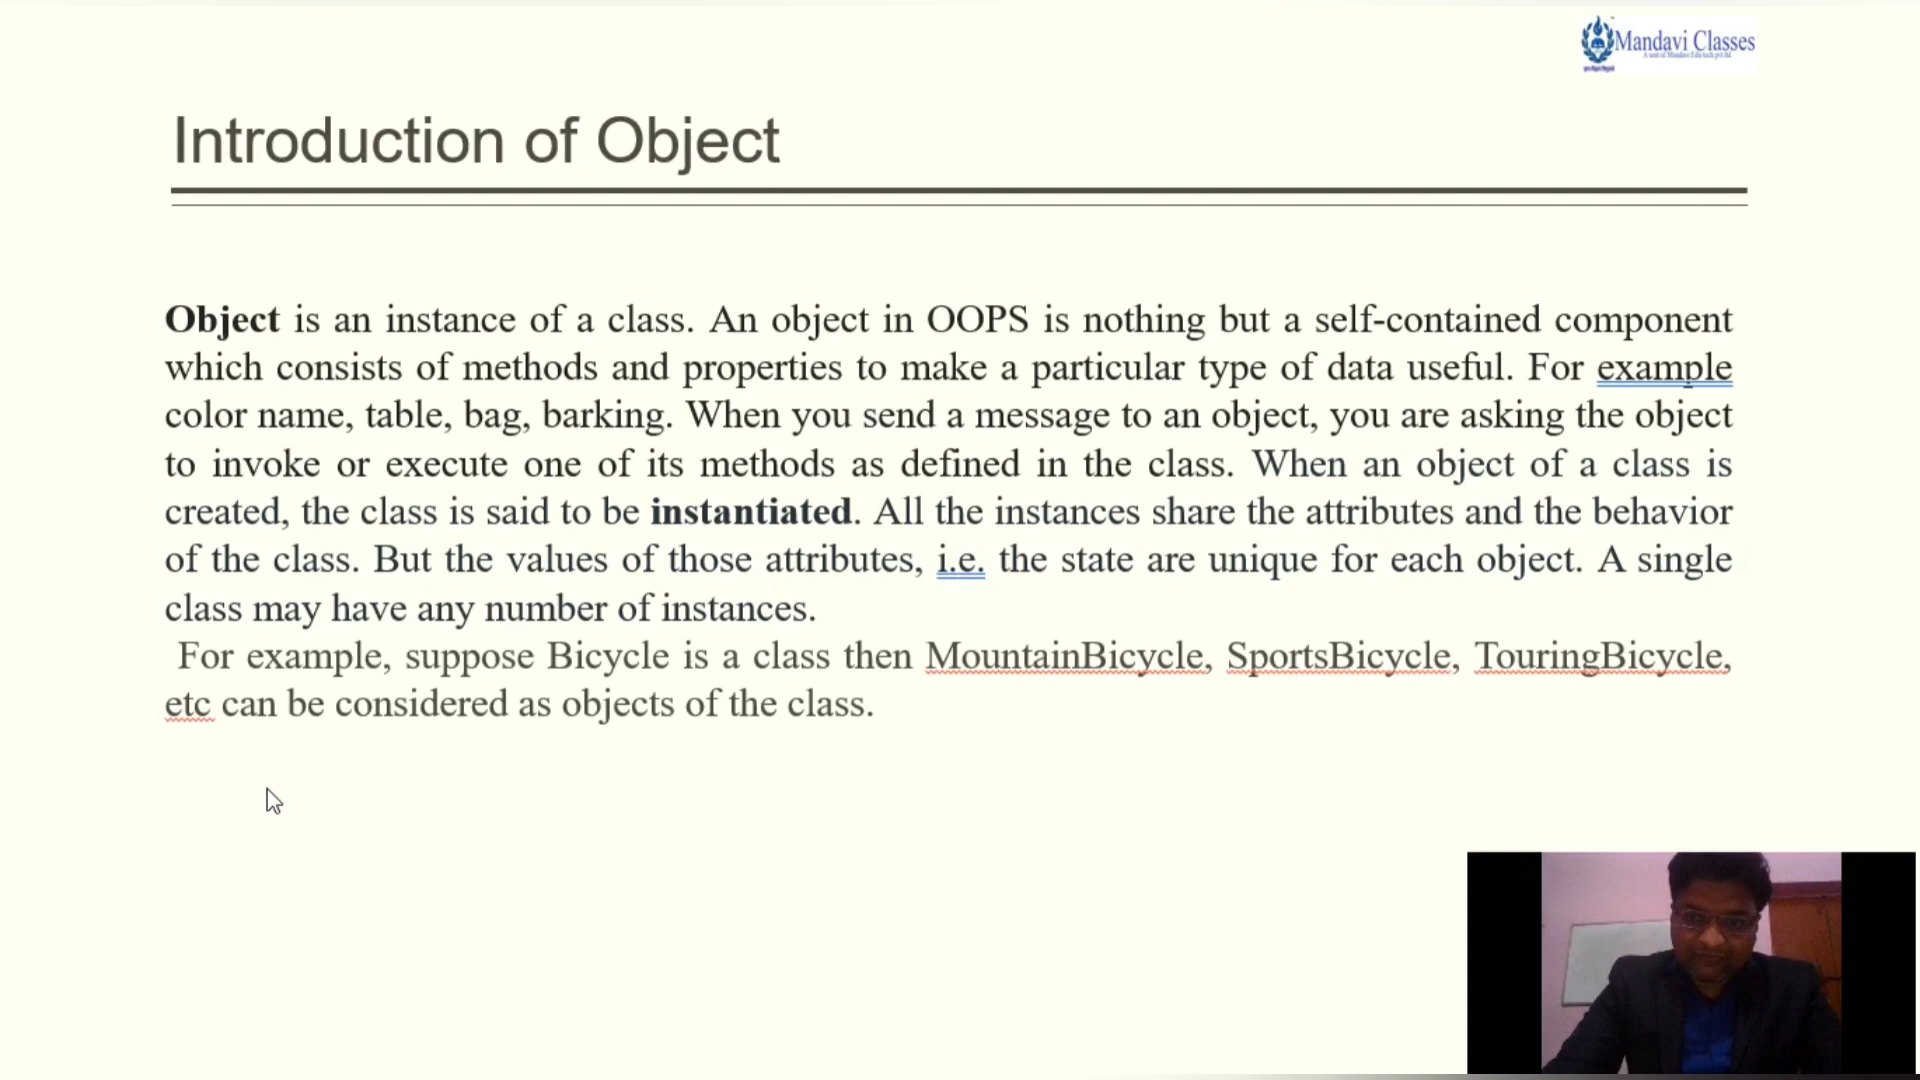 Mandavi Classes
Introduction of Object
Object is an instance of a class. An object in OOPS is nothing but a self-contained component
which consists of methods and properties to make a particular type of data useful. For example
color name, table, bag, barking. When you send a message to an object, you are asking the object
to invoke or execute one of its methods as defined in the class. When an object of a class is
created, the class is said to be instantiated. All the instances share the attributes and the behavior
of the class. But the values of those attributes, i.e. the state are unique for each object. A single
class may have any number of instances.
For example, suppose Bicycle is a class then MountainBicycle, SportsBicycle, TouringBicycle,
etc can be considered as objects of the class.